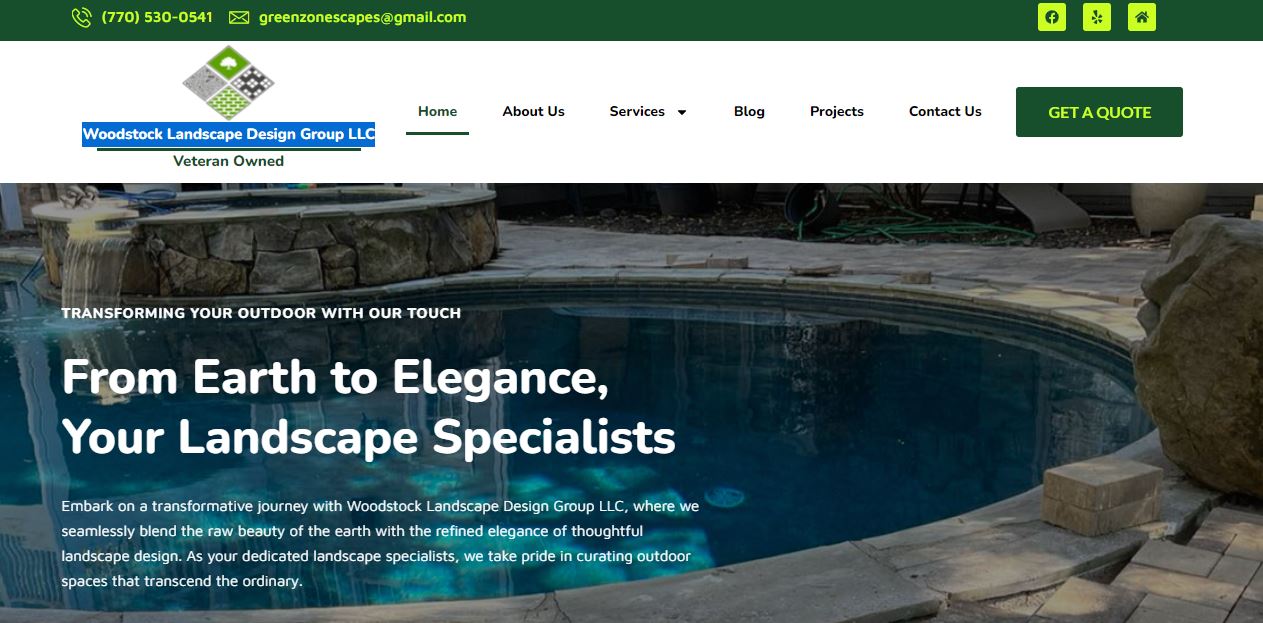 (770) 530-0541 greenzonescapes@gmail.com
Woodstock Landscape Design Group LLC
Veteran Owned
Home About Us Services Blog Projects Contact Us GET A QUOTE
TRANSFORMING YOUR OUTDOOR WITH OUR TOUCH
From Earth to Elegance,
Your Landscape Specialists
Embark on a transformative journey with Woodstock Landscape Design Group LLC, where we
seamlessly blend the raw beauty of the earth with the refined elegance of thoughtful
landscape design. As your dedicated landscape specialists, we take pride in curating outdoor
spaces that transcend the ordinary.